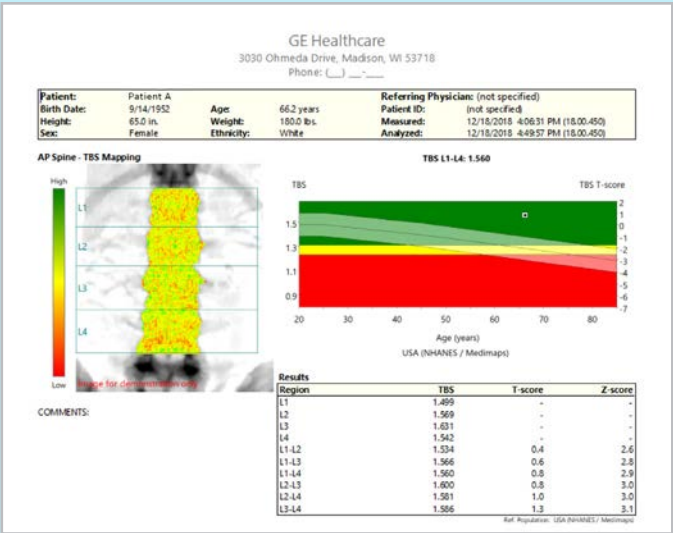 GE Healthcare
3030 Ohmeda Drive, Madison, WI 53718
Phone: (__) __-___
Patient: Patient A Referring Physician: (not specified)
Birth Date: 9/14/1952 Age: 66.2 years Patient ID: (not specified)
Height: 65.0 in. Weight: 180.0 lbs. Measured: 12/18/2018 4:06:31 PM (18.00.450)
Sex: Female Ethnicity: White Analyzed: 12/18/2018 4:49:57 PM (18.00.450)
AP Spine - TBS Mapping
High
L1
L2
L3
L4
Low
Image for demonstration only
COMMENTS:
TBS L1-L4: 1.560
TBS TBS T-score
1.5
1.3
1.1
0.9
2
1
0
-1
-2
-3
-4
-5
-6
-7
20 30 40 50 60 70 80
Age (years)
USA (NHANES / Medimaps)
Results
Region TBS T-score Z-score
L1 1.499 - -
L2 1.569 - -
L3 1.631 - -
L4 1.542 - -
L1-L2 1.534 0.4 2.6
L1-L3 1.566 0.6 2.8
L1-L4 1.560 0.8 2.9
L2-L3 1.600 0.8 3.0
L2-L4 1.581 1.0 3.0
L3-L4 1.586 1.3 3.1
Ref. Population: USA (NHANES / Medimaps)